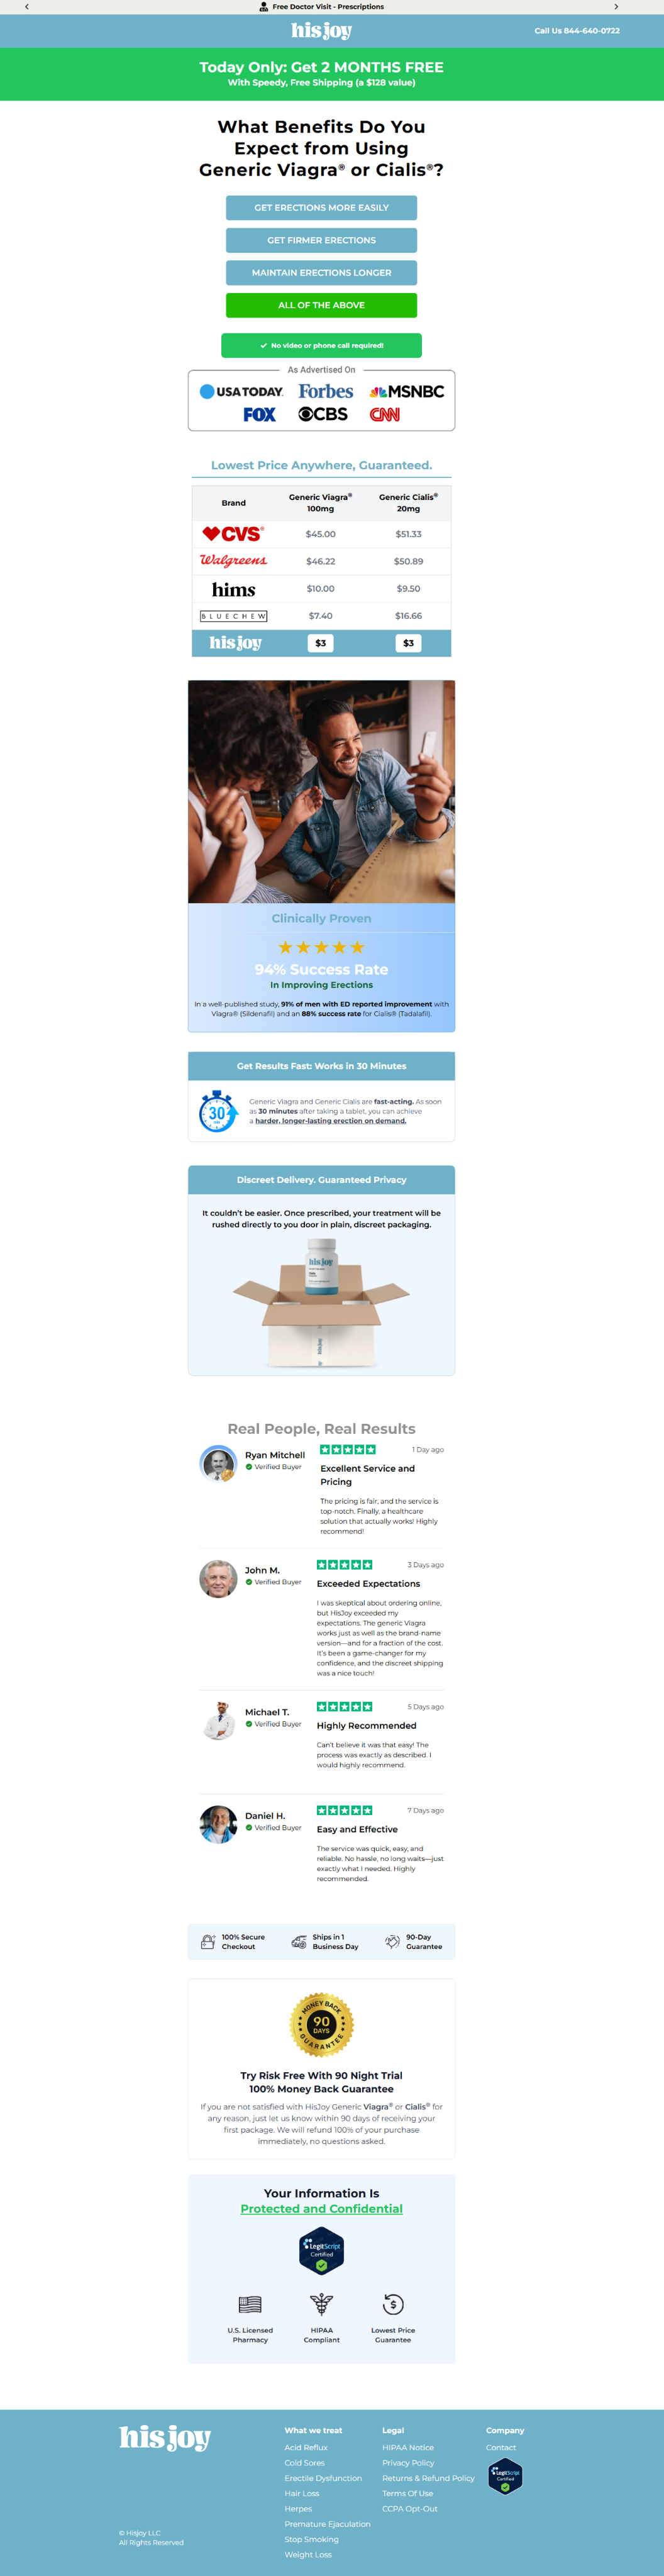 Free Doctor Visit - Prescriptions
his joy
Call Us 844-640-0722
Today Only: Get 2 MONTHS FREE
With Speedy, Free Shipping (a $128 value)
What Benefits Do You
Expect from Using
Generic Viagra® or Cialis®?
GET ERECTIONS MORE EASILY
GET FIRMER ERECTIONS
MAINTAIN ERECTIONS LONGER
ALL OF THE ABOVE
No video or phone call required!
As Advertised On
USA TODAY Forbes MSNBC
FOX CBS CNN
Lowest Price Anywhere, Guaranteed.
Brand Generic Viagra® 100mg Generic Cialis® 20mg
CVS® $45.00 $51.33
Walgreens $46.22 $50.89
hims $10.00 $9.50
BLUECHEW $7.40 $16.66
his joy $3 $3
Clinically Proven
94% Success Rate
In Improving Erections
In a well-published study, 91% of men with ED reported improvement with
Viagra® (Sildenafil) and an 88% success rate for Cialis® (Tadalafil).
Get Results Fast: Works in 30 Minutes
30
Generic Viagra and Generic Cialis are fast-acting. As soon
as 30 minutes after taking a tablet, you can achieve
a harder, longer-lasting erection on demand.
Discreet Delivery. Guaranteed Privacy
It couldn't be easier. Once prescribed, your treatment will be
rushed directly to you door in plain, discreet packaging.
his joy
Real People, Real Results
Ryan Mitchell
Verified Buyer
1 Day ago
Excellent Service and
Pricing
The pricing is fair, and the service is
top-notch. Finally, a healthcare
solution that actually works! Highly
recommend!
John M.
Verified Buyer
3 Days ago
Exceeded Expectations
I was skeptical about ordering online,
but HisJoy exceeded my
expectations. The generic Viagra
works just as well as the brand-name
version—and for a fraction of the cost.
It's been a game-changer for my
confidence, and the discreet shipping
was a nice touch!
Michael T.
Verified Buyer
5 Days ago
Highly Recommended
Can't believe it was that easy! The
process was exactly as described. I
would highly recommend.
Daniel H.
Verified Buyer
7 Days ago
Easy and Effective
The service was quick, easy, and
reliable. No hassle, no long waits—just
exactly what I needed. Highly
recommended.
100% Secure
Checkout
Ships in 1
Business Day
90-Day
Guarantee
MONEY BACK
90
DAYS
GUARANTEE
Try Risk Free With 90 Night Trial
100% Money Back Guarantee
If you are not satisfied with HisJoy Generic Viagra® or Cialis® for
any reason, just let us know within 90 days of receiving your
first package. We will refund 100% of your purchase
immediately, no questions asked.
Your Information Is
Protected and Confidential
LegitScript
Certified
U.S. Licensed
Pharmacy
HIPAA
Compliant
Lowest Price
Guarantee
his joy
© Hisjoy LLC
All Rights Reserved
What we treat
Acid Reflux
Cold Sores
Erectile Dysfunction
Hair Loss
Herpes
Premature Ejaculation
Stop Smoking
Weight Loss
Legal
HIPAA Notice
Privacy Policy
Returns & Refund Policy
Terms Of Use
CCPA Opt-Out
Company
Contact
LegitScript
Certified